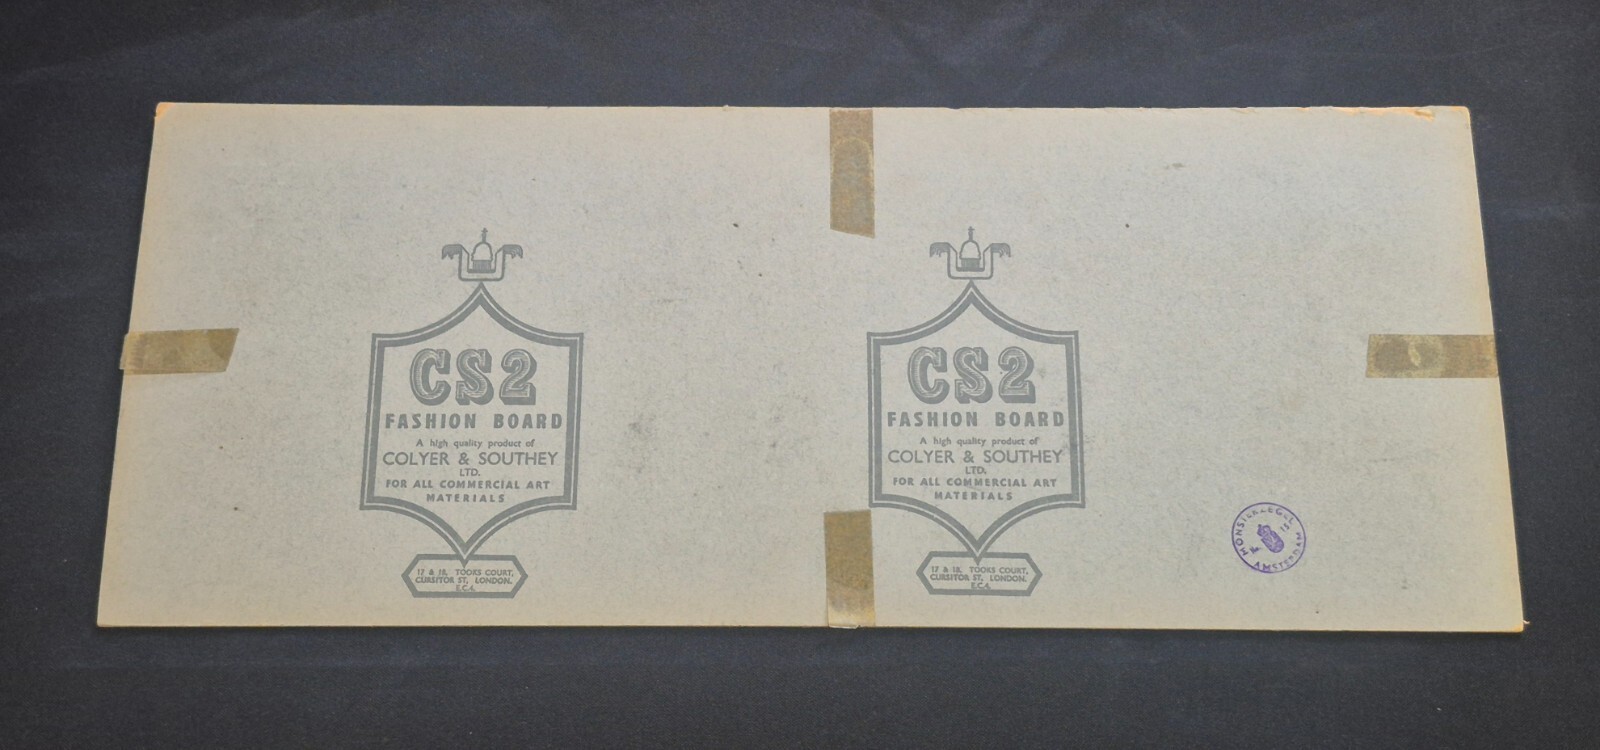 CS2
FASHION BOARD
A high quality product of
COLYER & SOUTHEY
LTD.
FOR ALL COMMERCIAL ART
MATERIALS
17 & 18, TOOKS COURT,
CURSITOR ST, LONDON.
E.C.4.
CS2
FASHION BOARD
A high quality product of
COLYER & SOUTHEY
LTD.
FOR ALL COMMERCIAL ART
MATERIALS
17 & 18, TOOKS COURT,
CURSITOR ST, LONDON.
E.C.4.
MONSTERZEGEL
F 15
AMSTERDAM